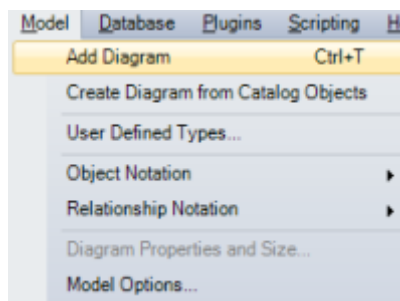 Model Database Plugins Scripting H
Add Diagram Ctrl+T
Create Diagram from Catalog Objects
User Defined Types...
Object Notation
Relationship Notation
Diagram Properties and Size...
Model Options...